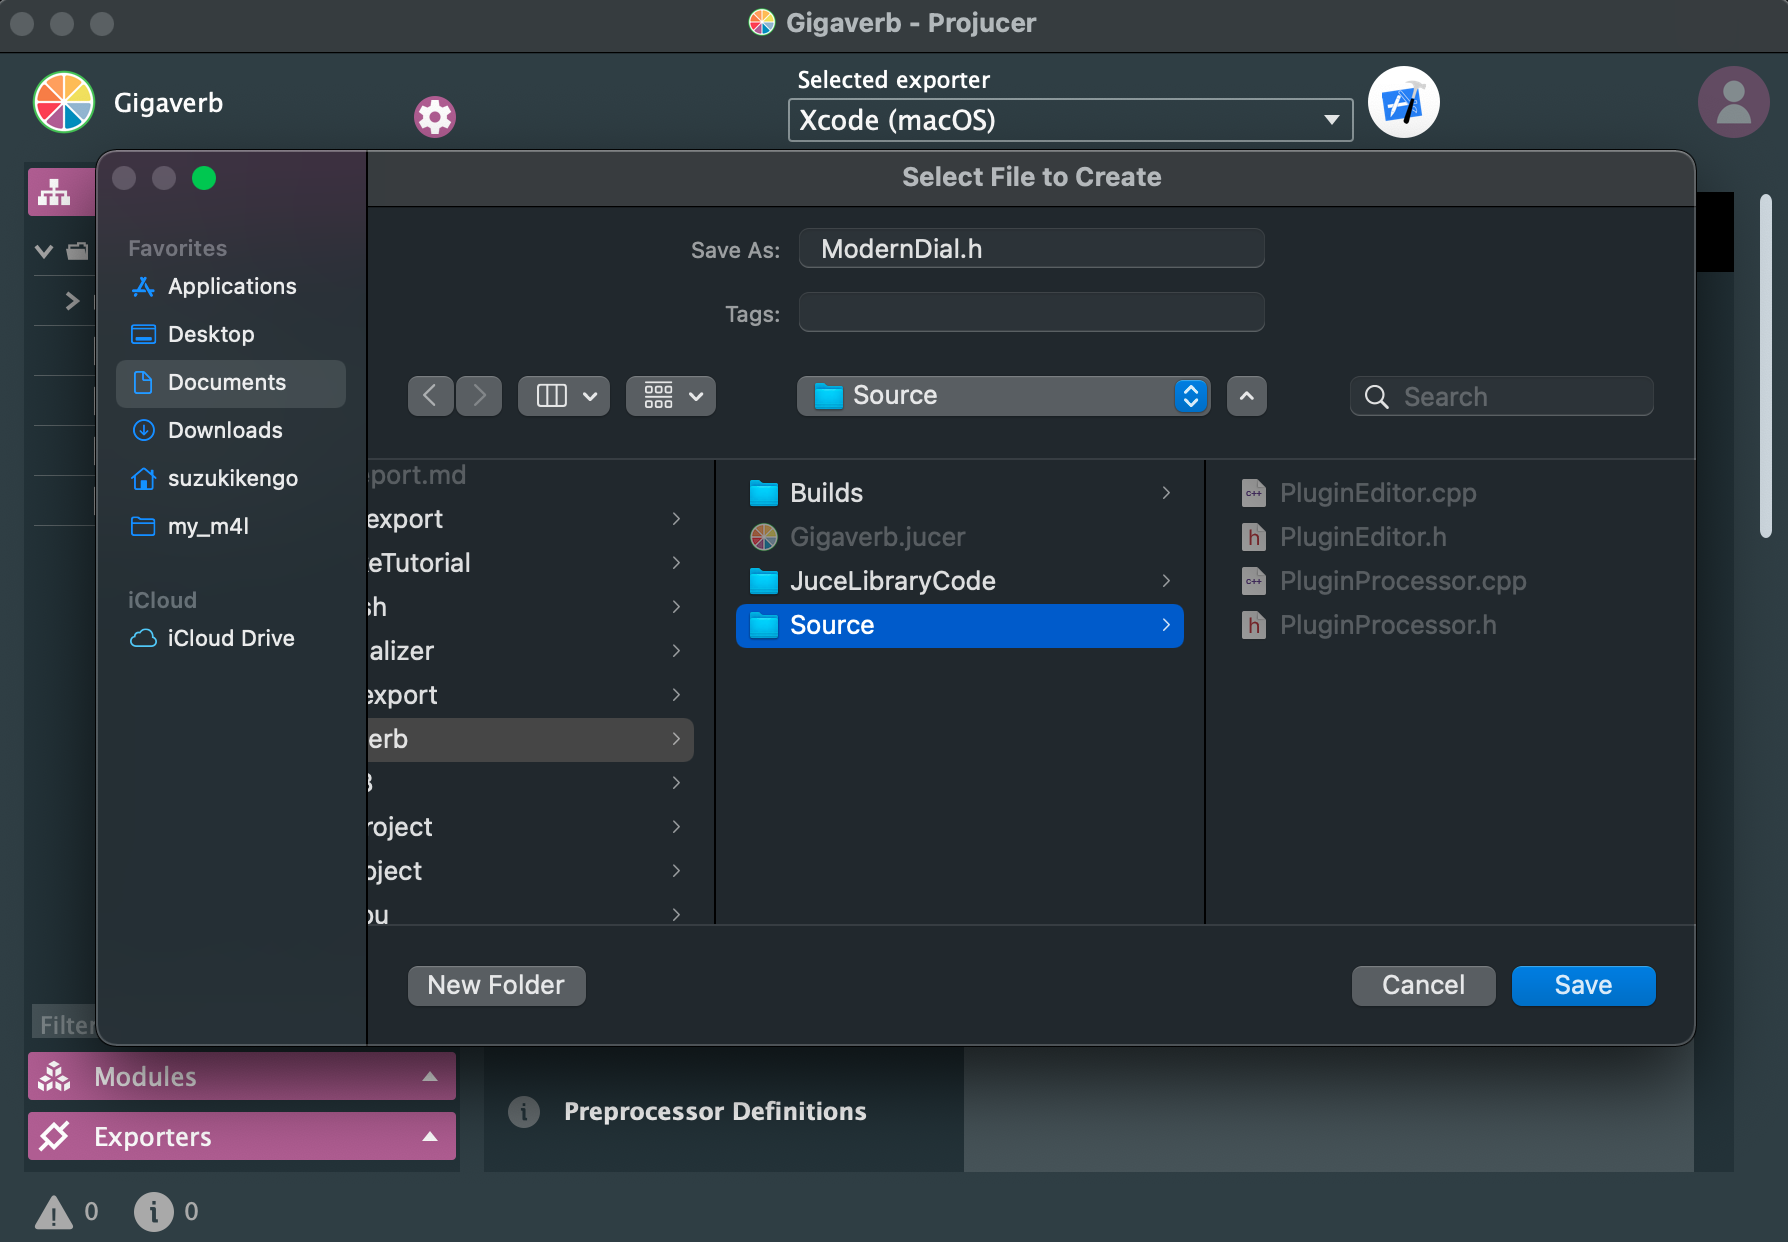 Gigaverb - Projucer
Gigaverb
Selected exporter
Xcode (macOS)
Select File to Create
Save As:
ModernDial.h
Tags:
Favorites
Applications
Desktop
Documents
Downloads
suzukikengo
my_m4l
iCloud
iCloud Drive
Source
Search
port.md
export
eTutorial
sh
alizer
export
erb
3
roject
oject
ou
Builds
Gigaverb.jucer
JuceLibraryCode
Source
PluginEditor.cpp
PluginEditor.h
PluginProcessor.cpp
PluginProcessor.h
New Folder
Cancel
Save
Filter
Modules
Exporters
Preprocessor Definitions
0
0